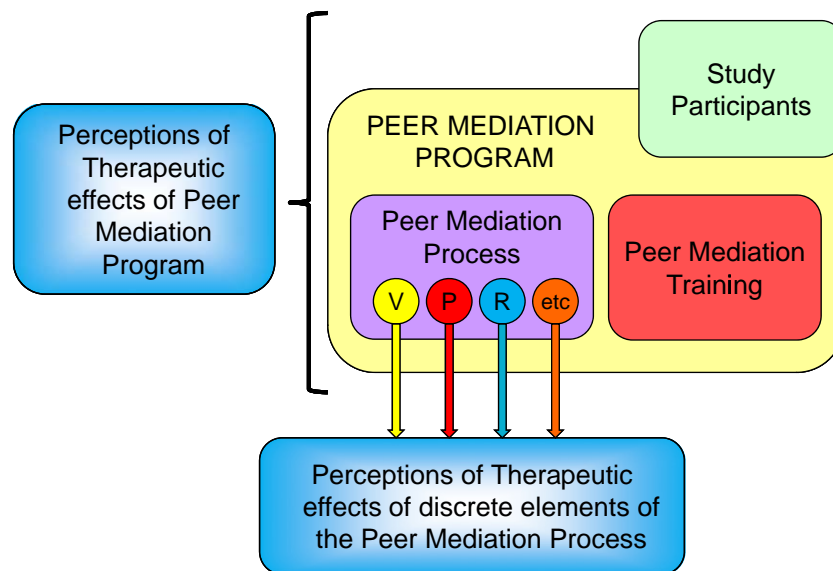 Study
Participants
PEER MEDIATION
PROGRAM
Perceptions of
Therapeutic
effects of Peer
Mediation
Program
Peer Mediation
Process
Peer Mediation
Training
V P R etc
Perceptions of Therapeutic
effects of discrete elements of
the Peer Mediation Process